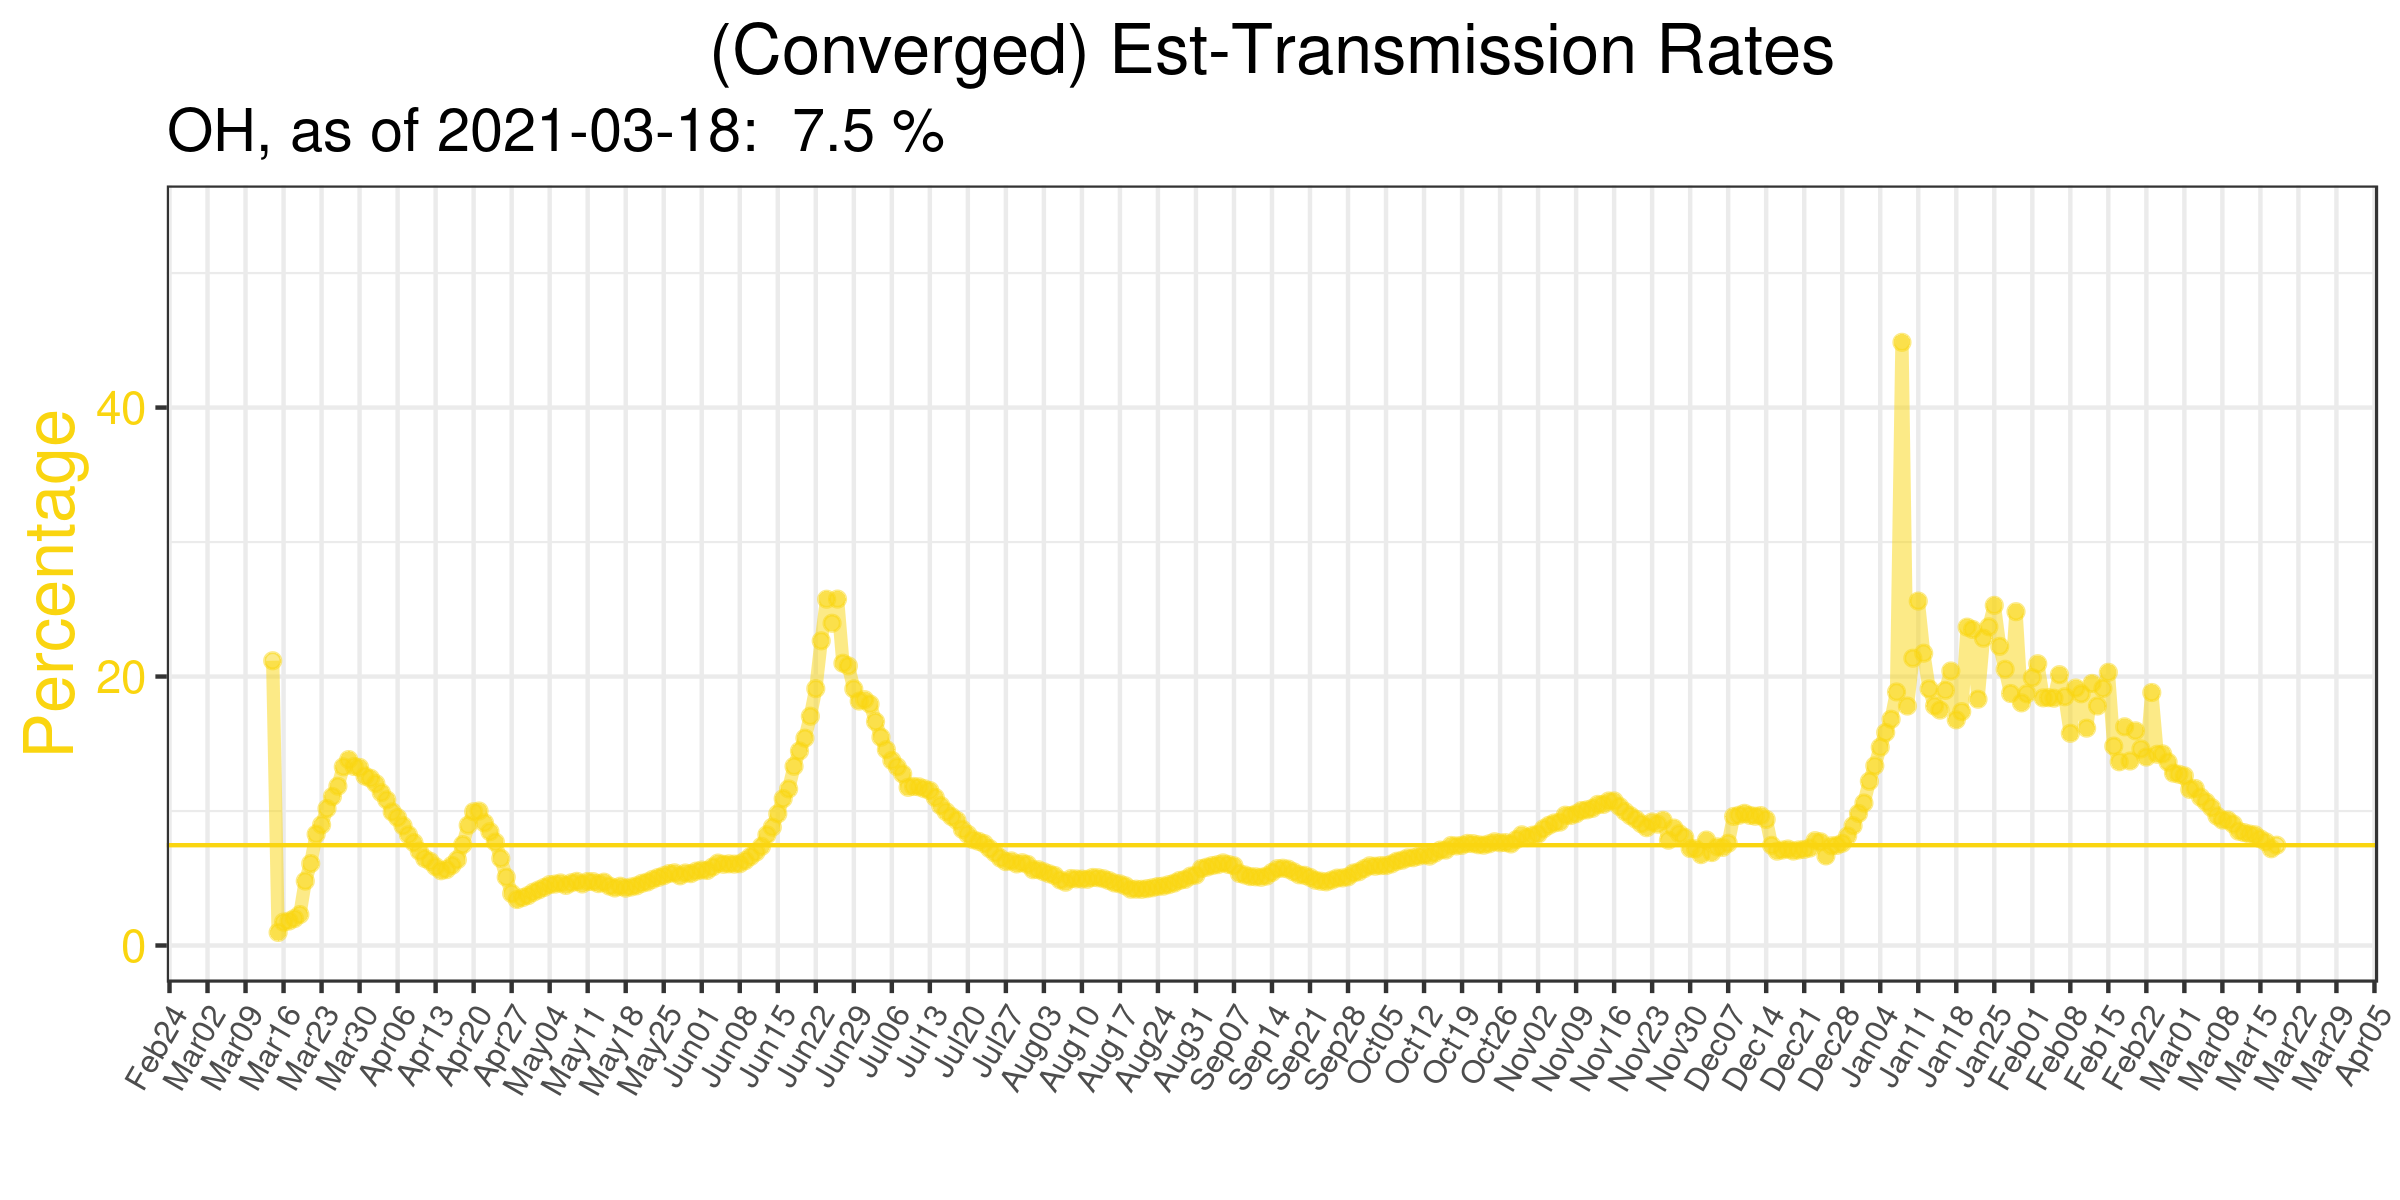 (Converged) Est-Transmission Rates
OH, as of 2021-03-18:  7.5 %
Percentage
40
20
0
Feb24
Mar02
Mar09
Mar16
Mar23
Mar30
Apr06
Apr13
Apr20
Apr27
May04
May11
May18
May25
Jun01
Jun08
Jun15
Jun22
Jun29
Jul06
Jul13
Jul20
Jul27
Aug03
Aug10
Aug17
Aug24
Aug31
Sep07
Sep14
Sep21
Sep28
Oct05
Oct12
Oct19
Oct26
Nov02
Nov09
Nov16
Nov23
Nov30
Dec07
Dec14
Dec21
Dec28
Jan04
Jan11
Jan18
Jan25
Feb01
Feb08
Feb15
Feb22
Mar01
Mar08
Mar15
Mar22
Mar29
Apr05